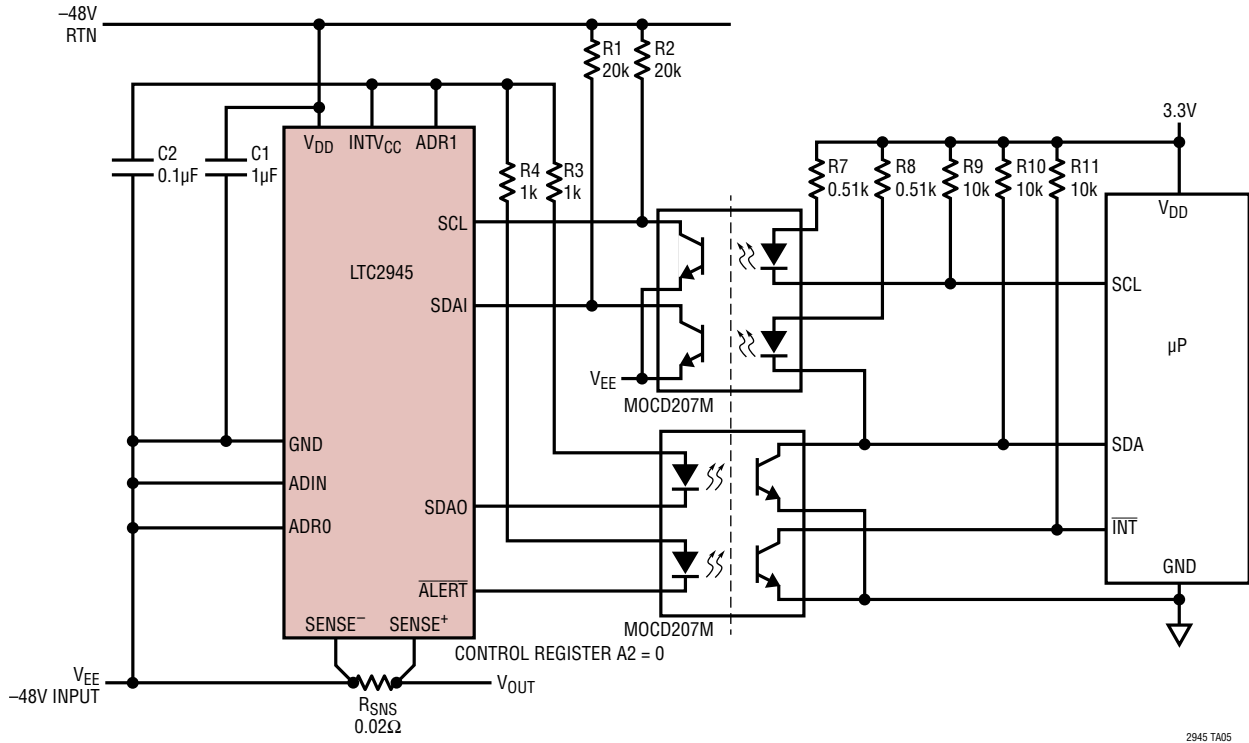 –48V
RTN
R1
20k
R2
20k
3.3V
VDD
INTVCC
ADR1
C2
0.1µF
C1
1µF
R4
1k
R3
1k
R7
0.51k
R8
0.51k
R9
10k
R10
10k
R11
10k
VDD
SCL
LTC2945
SCL
SDAI
µP
VEE
MOCD207M
GND
SDA
ADIN
SDAO
ADR0
INT
GND
ALERT
SENSE–
SENSE+
MOCD207M
CONTROL REGISTER A2 = 0
VEE
–48V INPUT
VOUT
RSNS
0.02Ω
2945 TA05